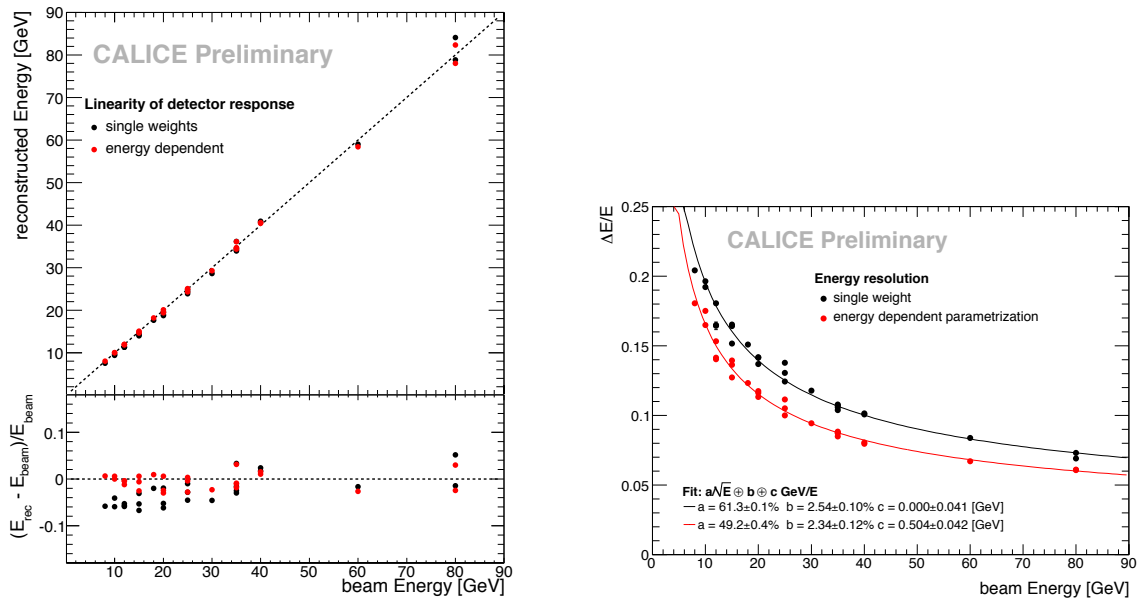 reconstructed Energy [GeV]
90
80
70
60
50
40
30
20
10
CALICE Preliminary
Linearity of detector response
single weights
energy dependent
(E_rec - E_beam)/E_beam
0.1
0
-0.1
10 20 30 40 50 60 70 80 90
beam Energy [GeV]
ΔE/E
0.25
0.2
0.15
0.1
0.05
0
CALICE Preliminary
Energy resolution
single weight
energy dependent parametrization
Fit: a/√E ⊕ b ⊕ c GeV/E
a = 61.3±0.1% b = 2.54±0.10% c = 0.000±0.041 [GeV]
a = 49.2±0.4% b = 2.34±0.12% c = 0.504±0.042 [GeV]
0 10 20 30 40 50 60 70 80 90
beam Energy [GeV]